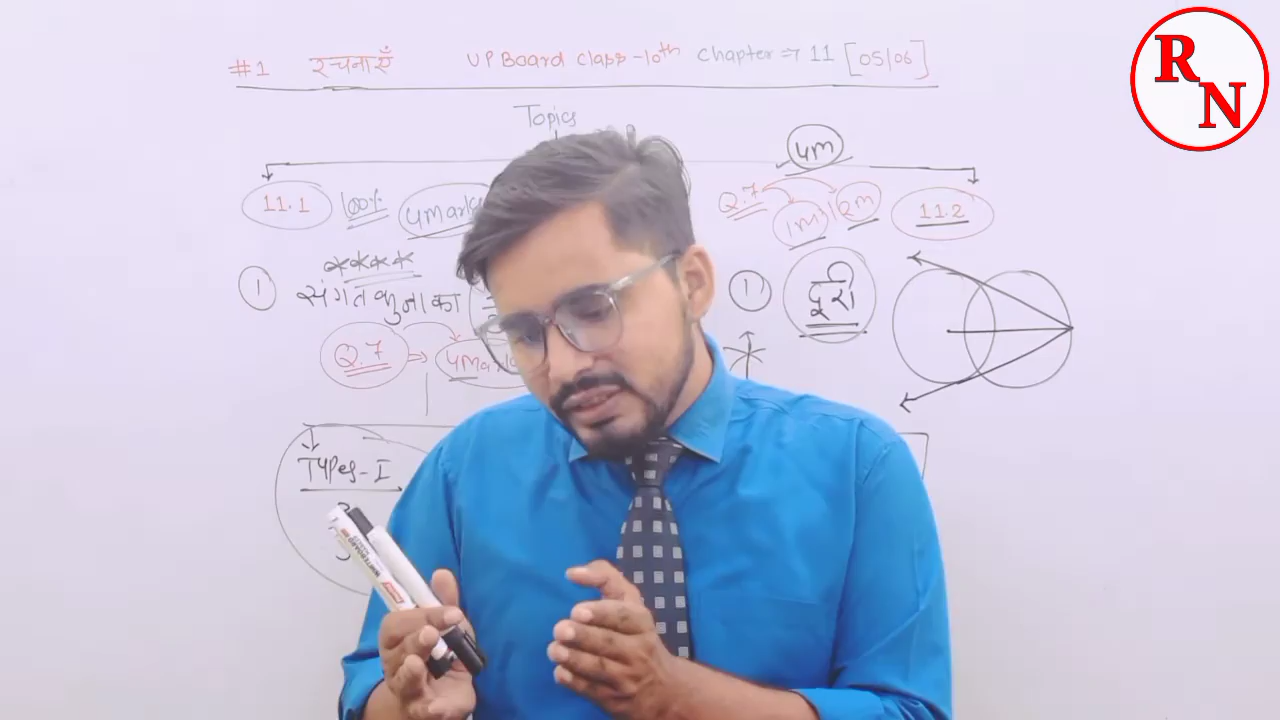 #1 रचनाएँ UP Board Class-10th Chapter ⇒ 11 [05/06]
Topics
4m
11.1 100% 4marks
Q.7 1m 2m 11.2
****
① संगत भुजा का
① दूरी
Q.7 ⇒ 4Marks
Types-I
R
N